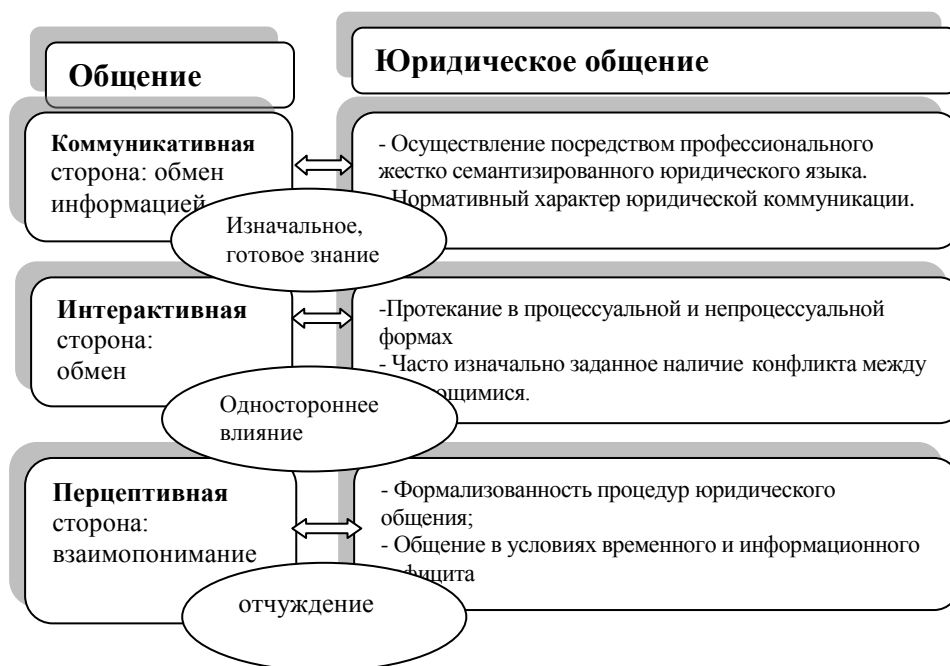 Общение
Юридическое общение
Коммуникативная
сторона: обмен
информацией
- Осуществление посредством профессионального
жестко семантизированного юридического языка.
Нормативный характер юридической коммуникации.
Изначальное,
готовое знание
Интерактивная
сторона:
обмен
-Протекание в процессуальной и непроцессуальной
формах
- Часто изначально заданное наличие конфликта между
ющимися.
Одностороннее
влияние
Перцептивная
сторона:
взаимопонимание
- Формализованность процедур юридического
общения;
- Общение в условиях временного и информационного
фицита
отчуждение